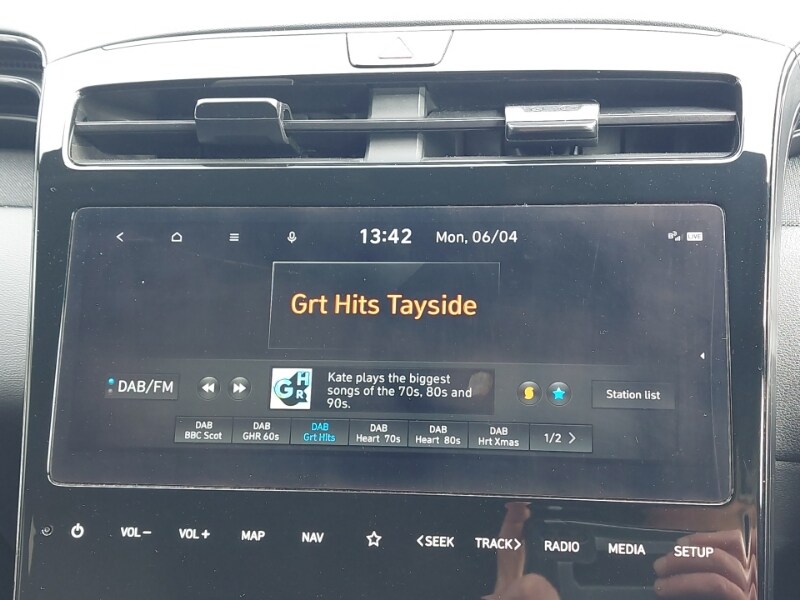 13:42 Mon, 06/04 LIVE
Grt Hits Tayside
DAB/FM
GHR
Kate plays the biggest
songs of the 70s, 80s and
90s.
Station list
DAB
BBC Scot
DAB
GHR 60s
DAB
Grt Hits
DAB
Heart 70s
DAB
Heart 80s
DAB
Hrt Xmas
1/2 >
VOL− VOL+ MAP NAV <SEEK TRACK> RADIO MEDIA SETUP